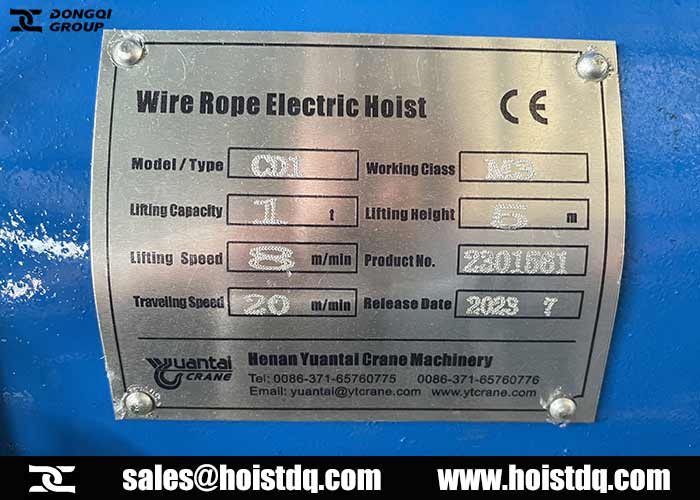 DONGQI
GROUP
Wire Rope Electric Hoist CE
Model/Type CD1 Working Class M3
Lifting Capacity 1 t Lifting Height 6 m
Lifting Speed 8 m/min Product No. 2301661
Traveling Speed 20 m/min Release Date 2023 7
Yuantai
CRANE
Henan Yuantai Crane Machinery
Tel: 0086-371-65760775 0086-371-65760776
Email: yuantai@ytcrane.com www.ytcrane.com
sales@hoistdq.com www.hoistdq.com